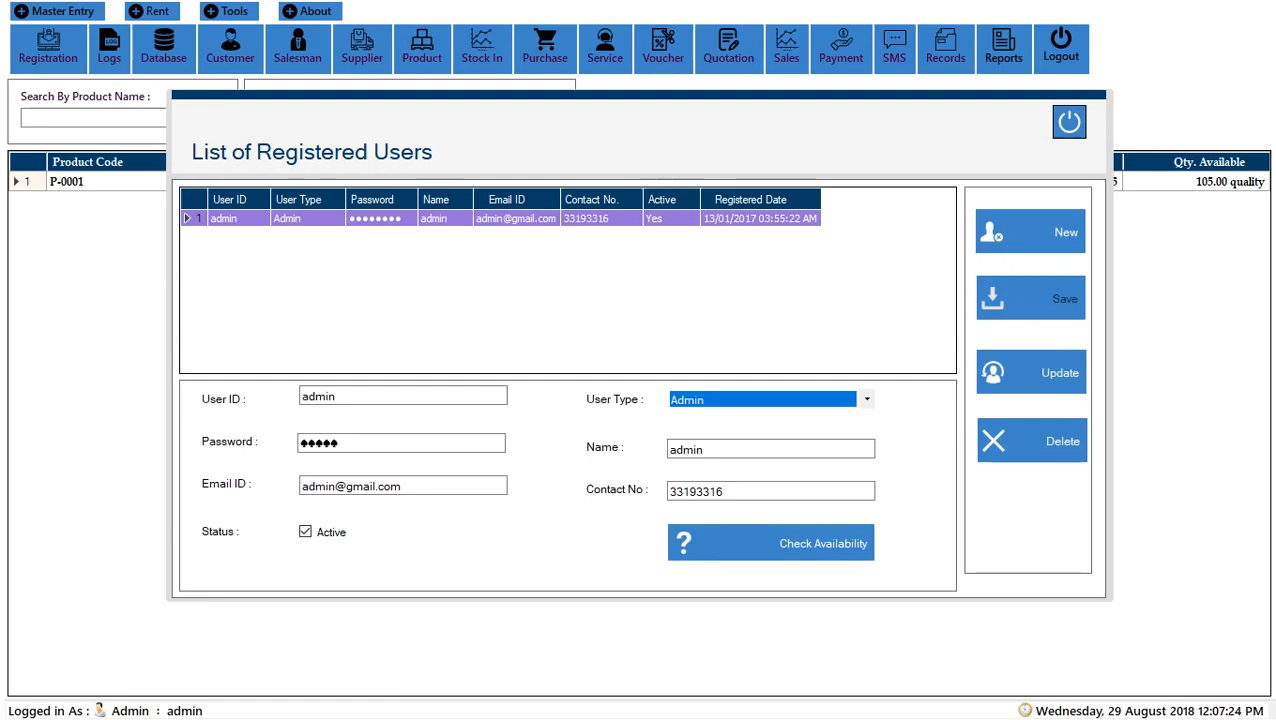 Master Entry Rent Tools About
Registration Logs Database Customer Salesman Supplier Product Stock In Purchase Service Voucher Quotation Sales Payment SMS Records Reports Logout
Search By Product Name :
List of Registered Users
Product Code Qty. Available
1 P-0001 5 105.00 quality
User ID User Type Password Name Email ID Contact No. Active Registered Date
1 admin Admin ●●●●●●●● admin admin@gmail.com 33193316 Yes 13/01/2017 03:55:22 AM
New
Save
Update
Delete
User ID : admin User Type : Admin
Password : ♠♠♠♠♠ Name : admin
Email ID : admin@gmail.com Contact No : 33193316
Status : Active ? Check Availability
Logged in As : Admin : admin Wednesday, 29 August 2018 12:07:24 PM